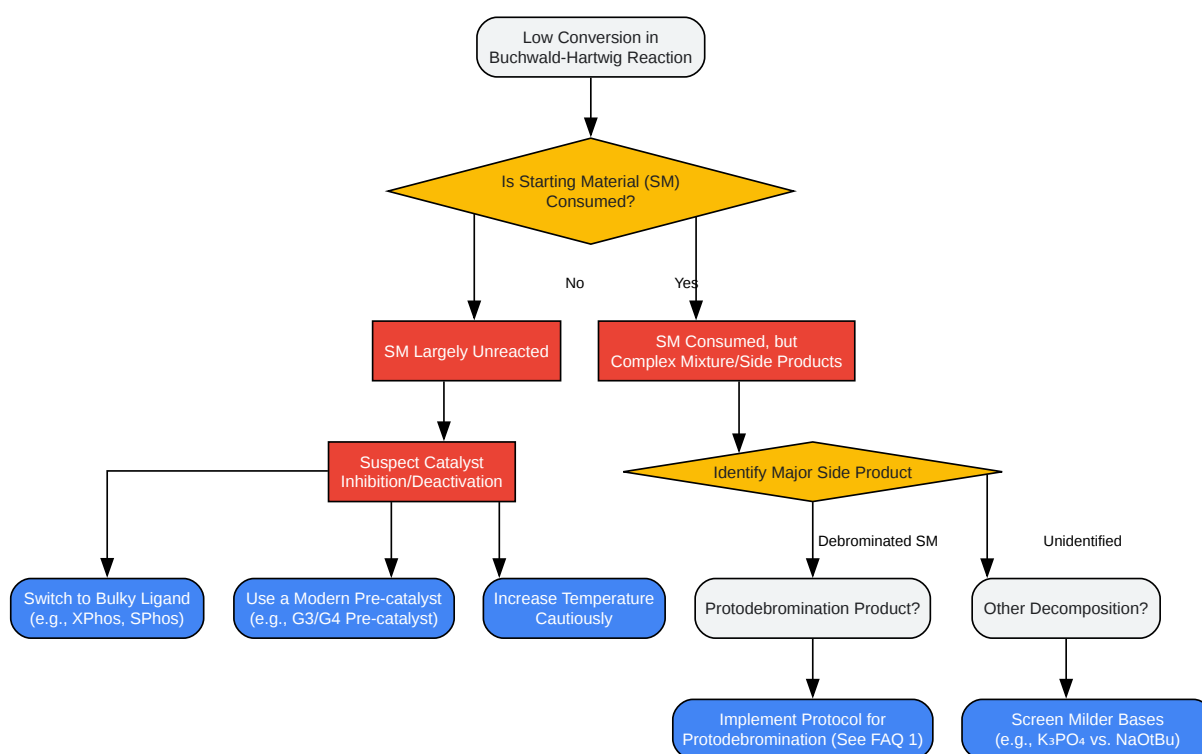 Low Conversion in
Buchwald-Hartwig Reaction
Is Starting Material (SM)
Consumed?
No
Yes
SM Largely Unreacted
SM Consumed, but
Complex Mixture/Side Products
Suspect Catalyst
Inhibition/Deactivation
Identify Major Side Product
Debrominated SM
Unidentified
Switch to Bulky Ligand
(e.g., XPhos, SPhos)
Use a Modern Pre-catalyst
(e.g., G3/G4 Pre-catalyst)
Increase Temperature
Cautiously
Protodebromination Product?
Other Decomposition?
Implement Protocol for
Protodebromination (See FAQ 1)
Screen Milder Bases
(e.g., K₃PO₄ vs. NaOtBu)